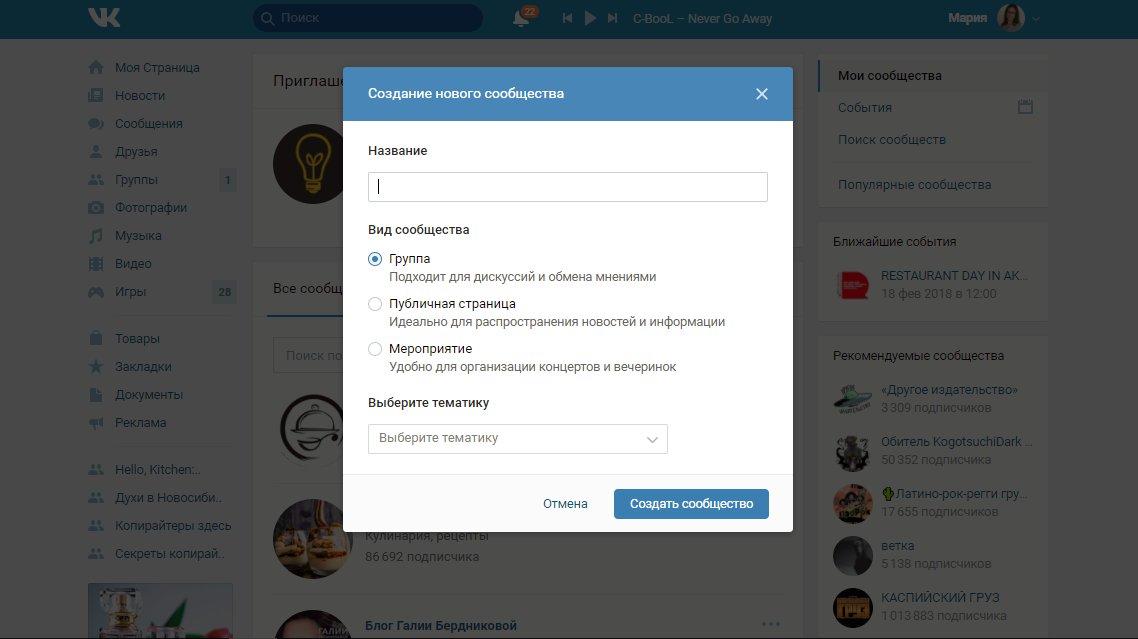 Поиск
22
C-BooL – Never Go Away
Мария
Моя Страница
Новости
Сообщения
Друзья
Группы
1
Фотографии
Музыка
Видео
Игры
28
Товары
Закладки
Документы
Реклама
Hello, Kitchen:..
Духи в Новосиби..
Копирайтеры здесь
Секреты копирай..
Приглаше
Все сообщ
Поиск по
Создание нового сообщества
Название
Вид сообщества
Группа
Подходит для дискуссий и обмена мнениями
Публичная страница
Идеально для распространения новостей и информации
Мероприятие
Удобно для организации концертов и вечеринок
Выберите тематику
Выберите тематику
Отмена
Создать сообщество
Кулинария, рецепты
86 692 подписчика
Блог Галии Бердниковой
Мои сообщества
События
Поиск сообществ
Популярные сообщества
Ближайшие события
RESTAURANT DAY IN AK...
18 фев 2018 в 12:00
Рекомендуемые сообщества
«Другое издательство»
3 309 подписчиков
Обитель KogotsuchiDark ...
50 352 подписчика
Латино-рок-регги гру...
17 655 подписчиков
ветка
5 138 подписчиков
КАСПИЙСКИЙ ГРУЗ
1 013 883 подписчика